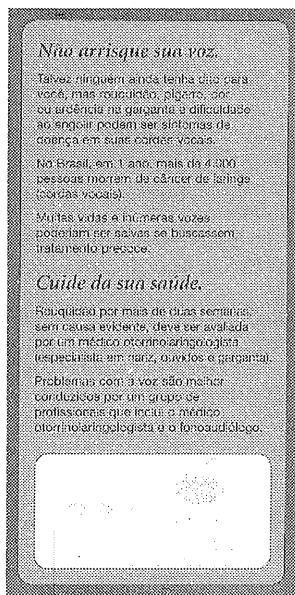 Não arrisque sua voz.
Talvez ninguém ainda tenha dito para
você, mas rouquidão, pigarro, dor
ou ardência na garganta e dificuldade
ao engolir podem ser sintomas de
doença em suas cordas vocais.
No Brasil, em 1 ano, mais de 4.000
pessoas morrem de câncer de laringe
(cordas vocais).
Muitas vidas e inúmeras vozes
poderiam ser salvas se buscassem
tratamento precoce.
Cuide da sua saúde.
Rouquidão por mais de duas semanas,
sem causa evidente, deve ser avaliada
por um médico otorrinolaringologista
(especialista em nariz, ouvidos e garganta).
Problemas com a voz são melhor
conduzidos por um grupo de
profissionais que inclui o médico
otorrinolaringologista e o fonoaudiólogo.